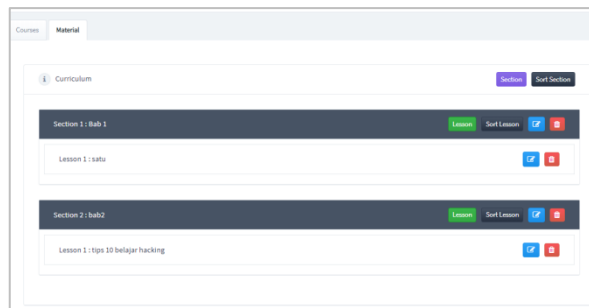 Courses Material
Curriculum Section Sort Section
Section 1 : Bab 1 Lesson Sort Lesson
Lesson 1 : satu
Section 2 : bab2 Lesson Sort Lesson
Lesson 1 : tips 10 belajar hacking